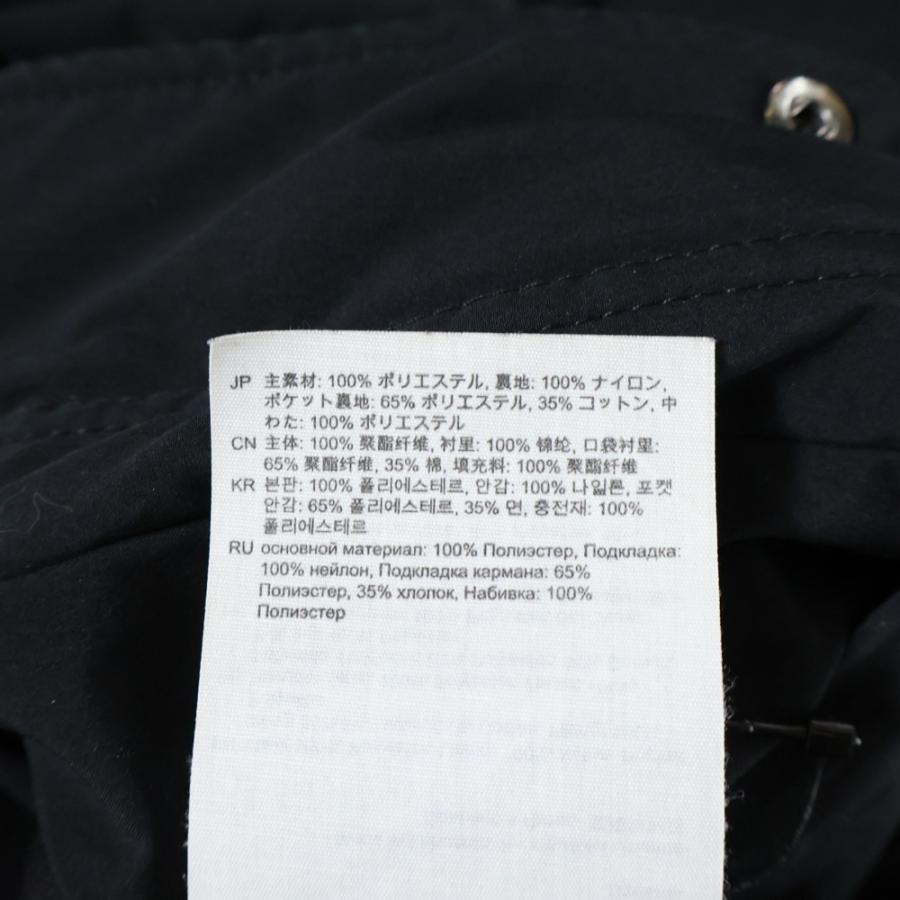 JP 主素材: 100% ポリエステル, 裏地: 100% ナイロン,
ポケット裏地: 65% ポリエステル, 35% コットン, 中
わた: 100% ポリエステル
CN 主体: 100% 聚酯纤维, 衬里: 100% 锦纶, 口袋衬里:
65% 聚酯纤维, 35% 棉, 填充料: 100% 聚酯纤维
KR 본판: 100% 폴리에스테르, 안감: 100% 나일론, 포켓
안감: 65% 폴리에스테르, 35% 면, 충전재: 100%
폴리에스테르
RU основной материал: 100% Полиэстер, Подкладка:
100% нейлон, Подкладка кармана: 65%
Полиэстер, 35% хлопок, Набивка: 100%
Полиэстер